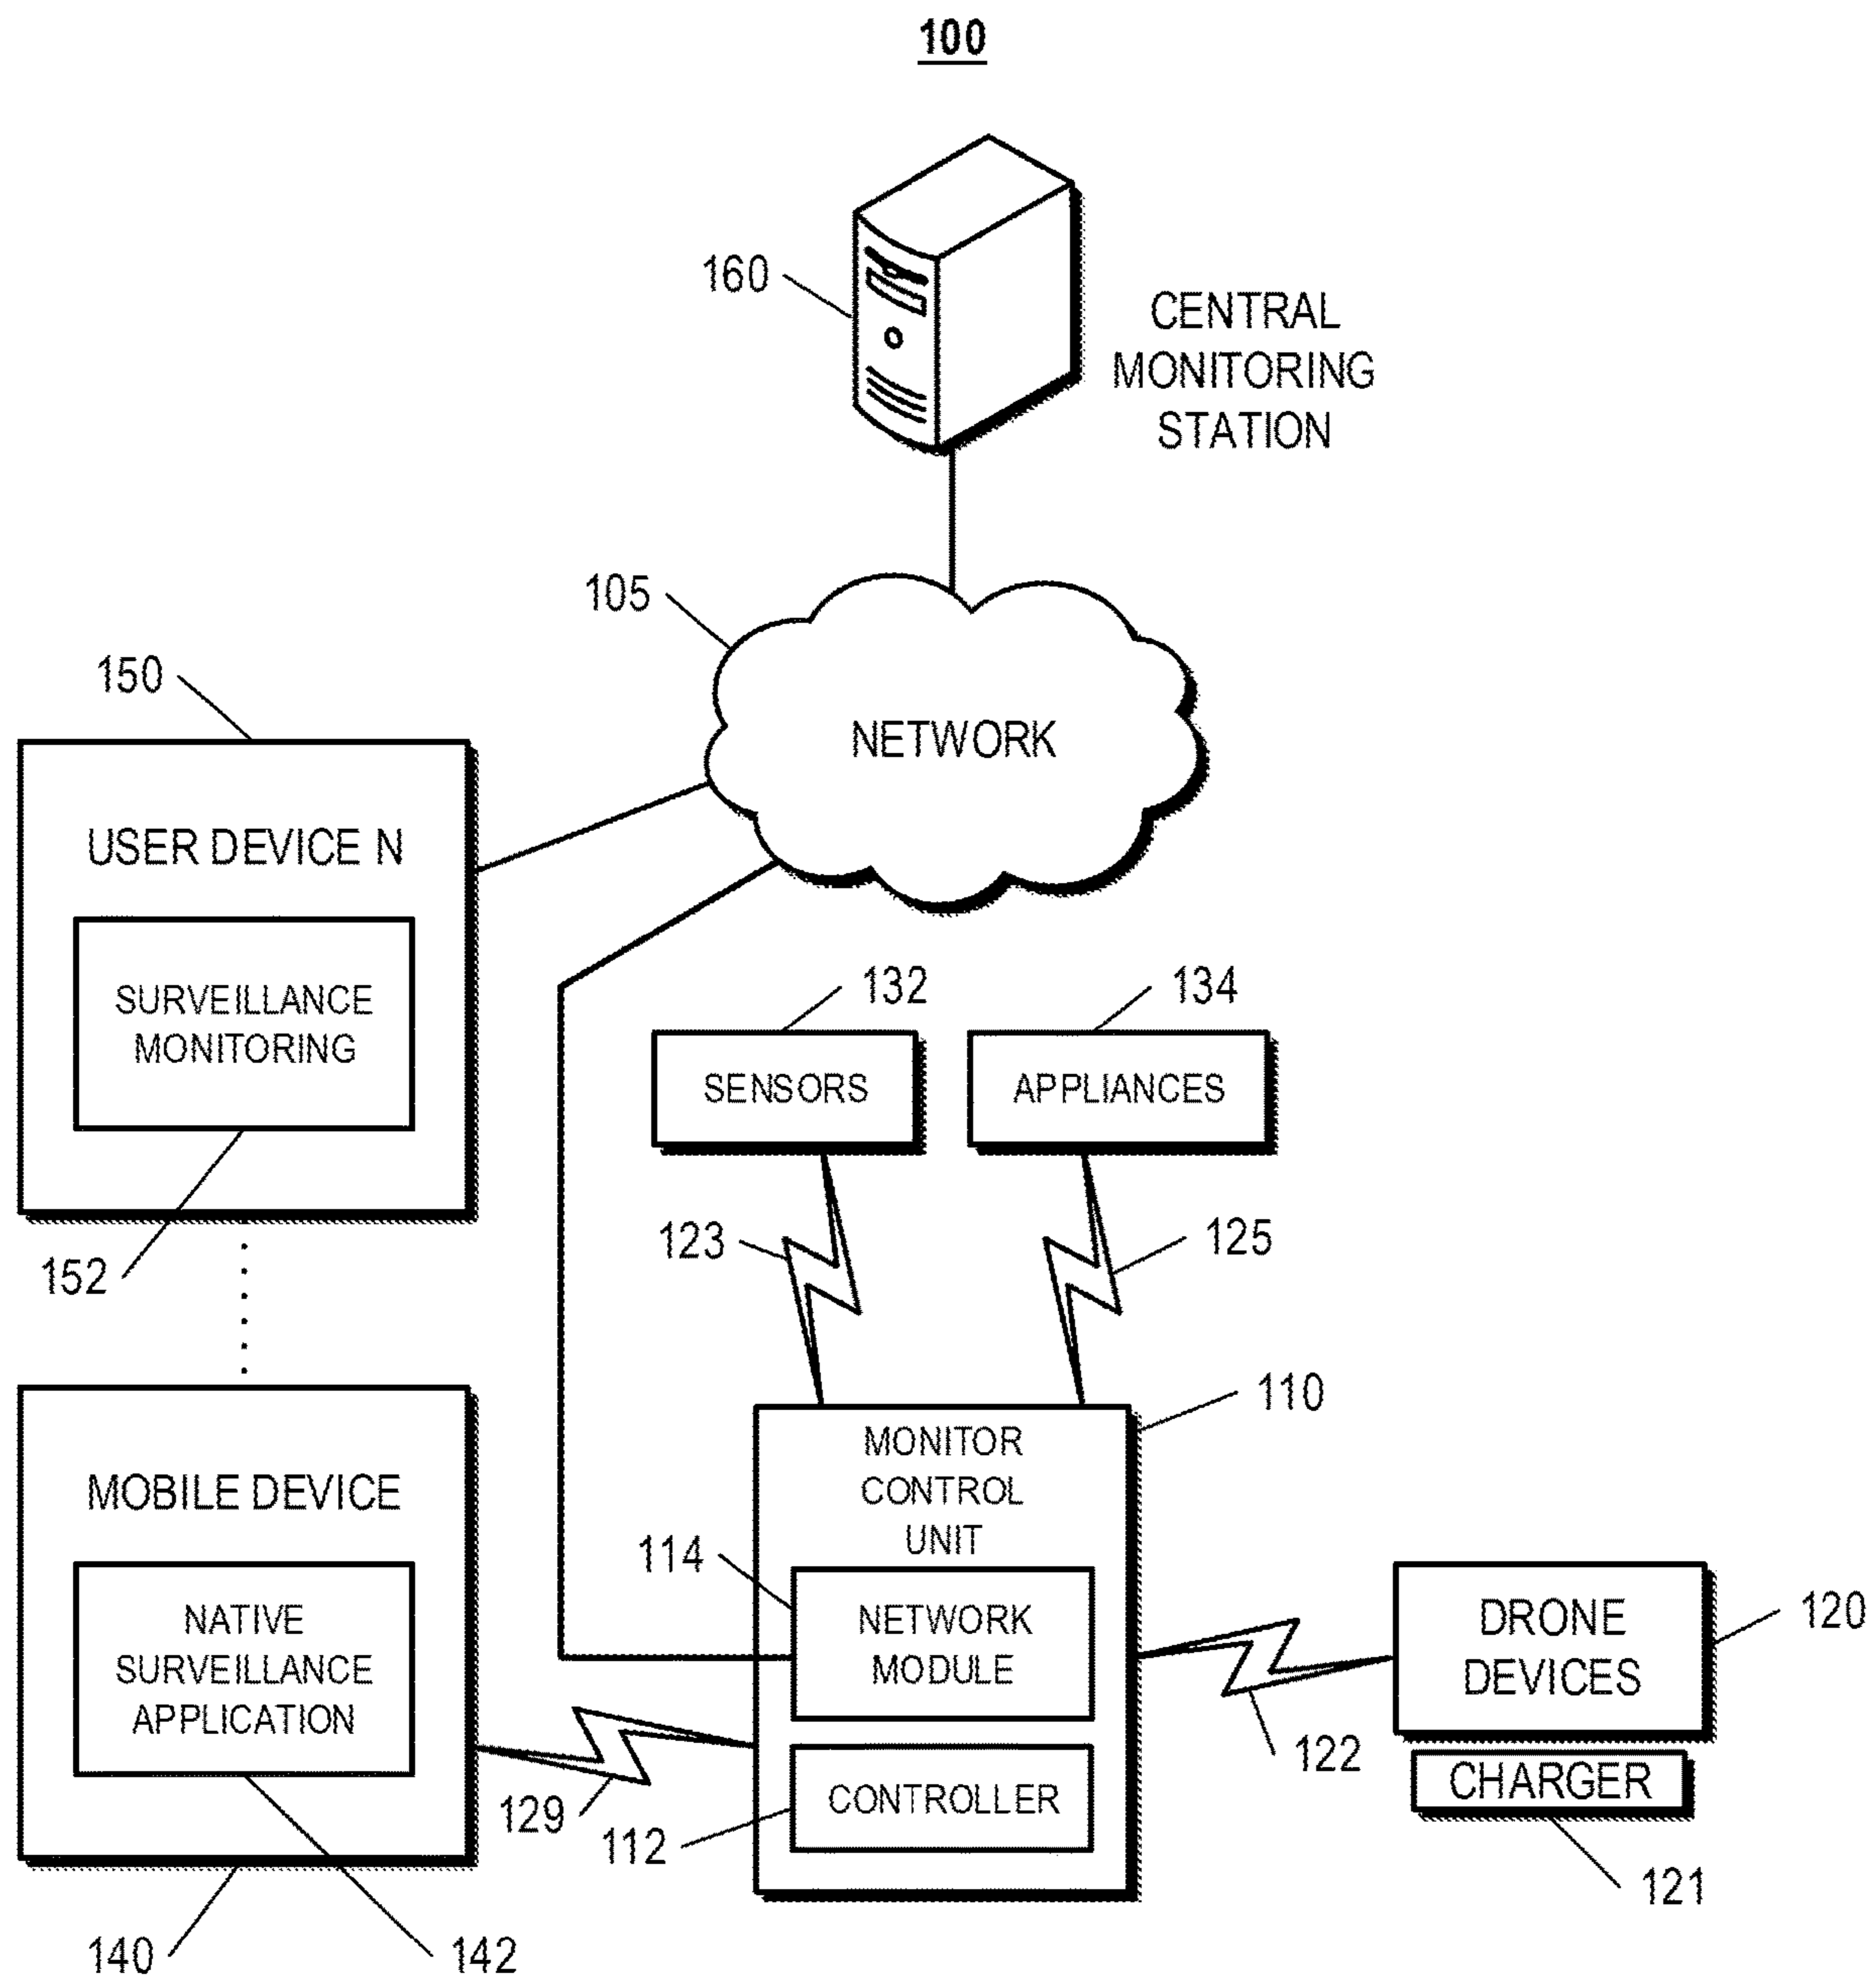 100
160
CENTRAL
MONITORING
STATION
105
NETWORK
150
USER DEVICE N
SURVEILLANCE
MONITORING
152
132
134
SENSORS
APPLIANCES
123
125
110
MONITOR
CONTROL
UNIT
114
NETWORK
MODULE
CONTROLLER
112
MOBILE DEVICE
NATIVE
SURVEILLANCE
APPLICATION
129
140
142
DRONE
DEVICES
120
122
CHARGER
121